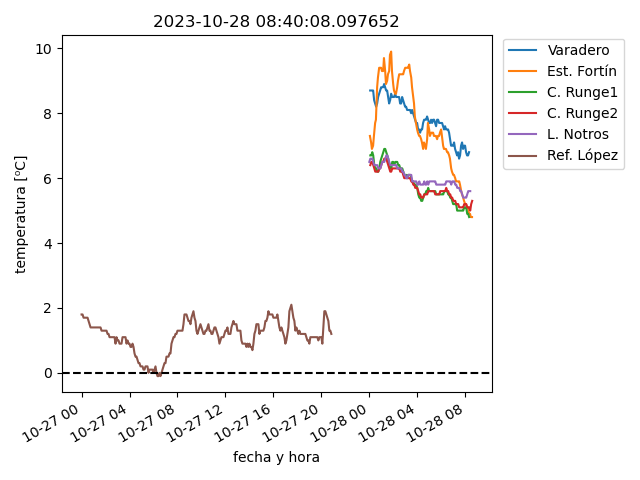 2023-10-28 08:40:08.097652
temperatura [ºC]
10
8
6
4
2
0
10-27 00
10-27 04
10-27 08
10-27 12
10-27 16
10-27 20
10-28 00
10-28 04
10-28 08
fecha y hora
Varadero
Est. Fortín
C. Runge1
C. Runge2
L. Notros
Ref. López